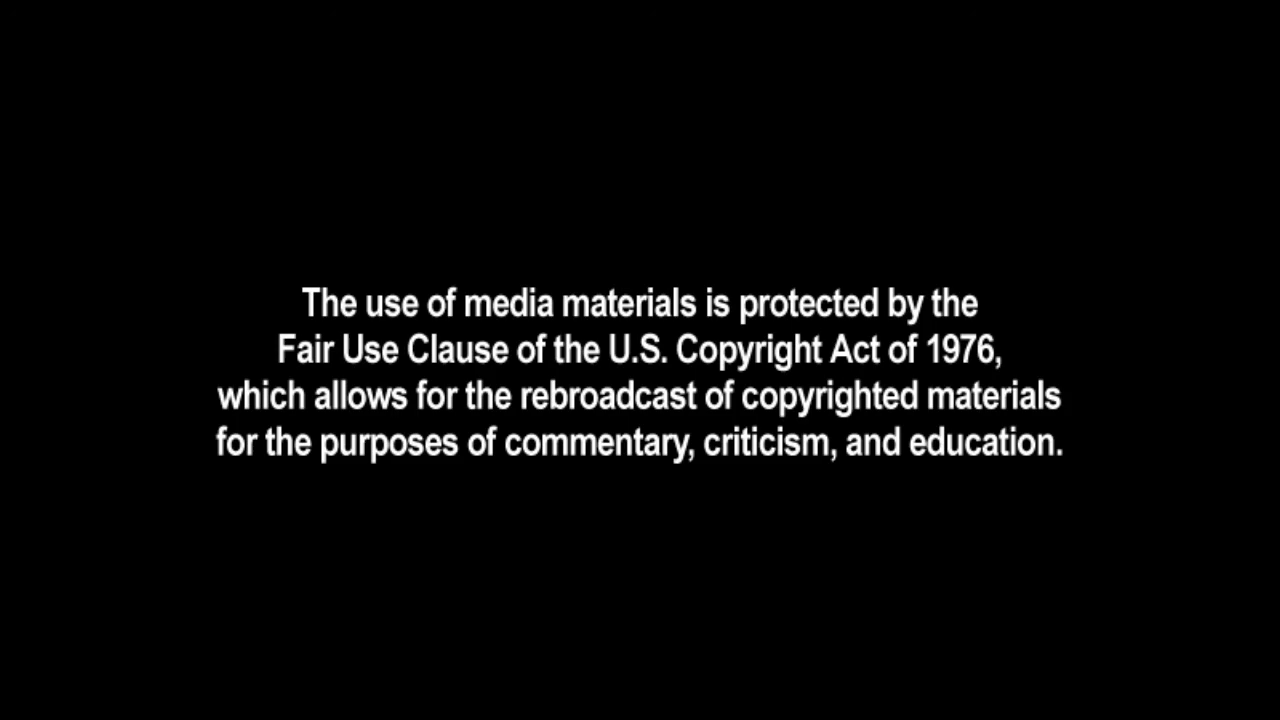 The use of media materials is protected by the
Fair Use Clause of the U.S. Copyright Act of 1976,
which allows for the rebroadcast of copyrighted materials
for the purposes of commentary, criticism, and education.